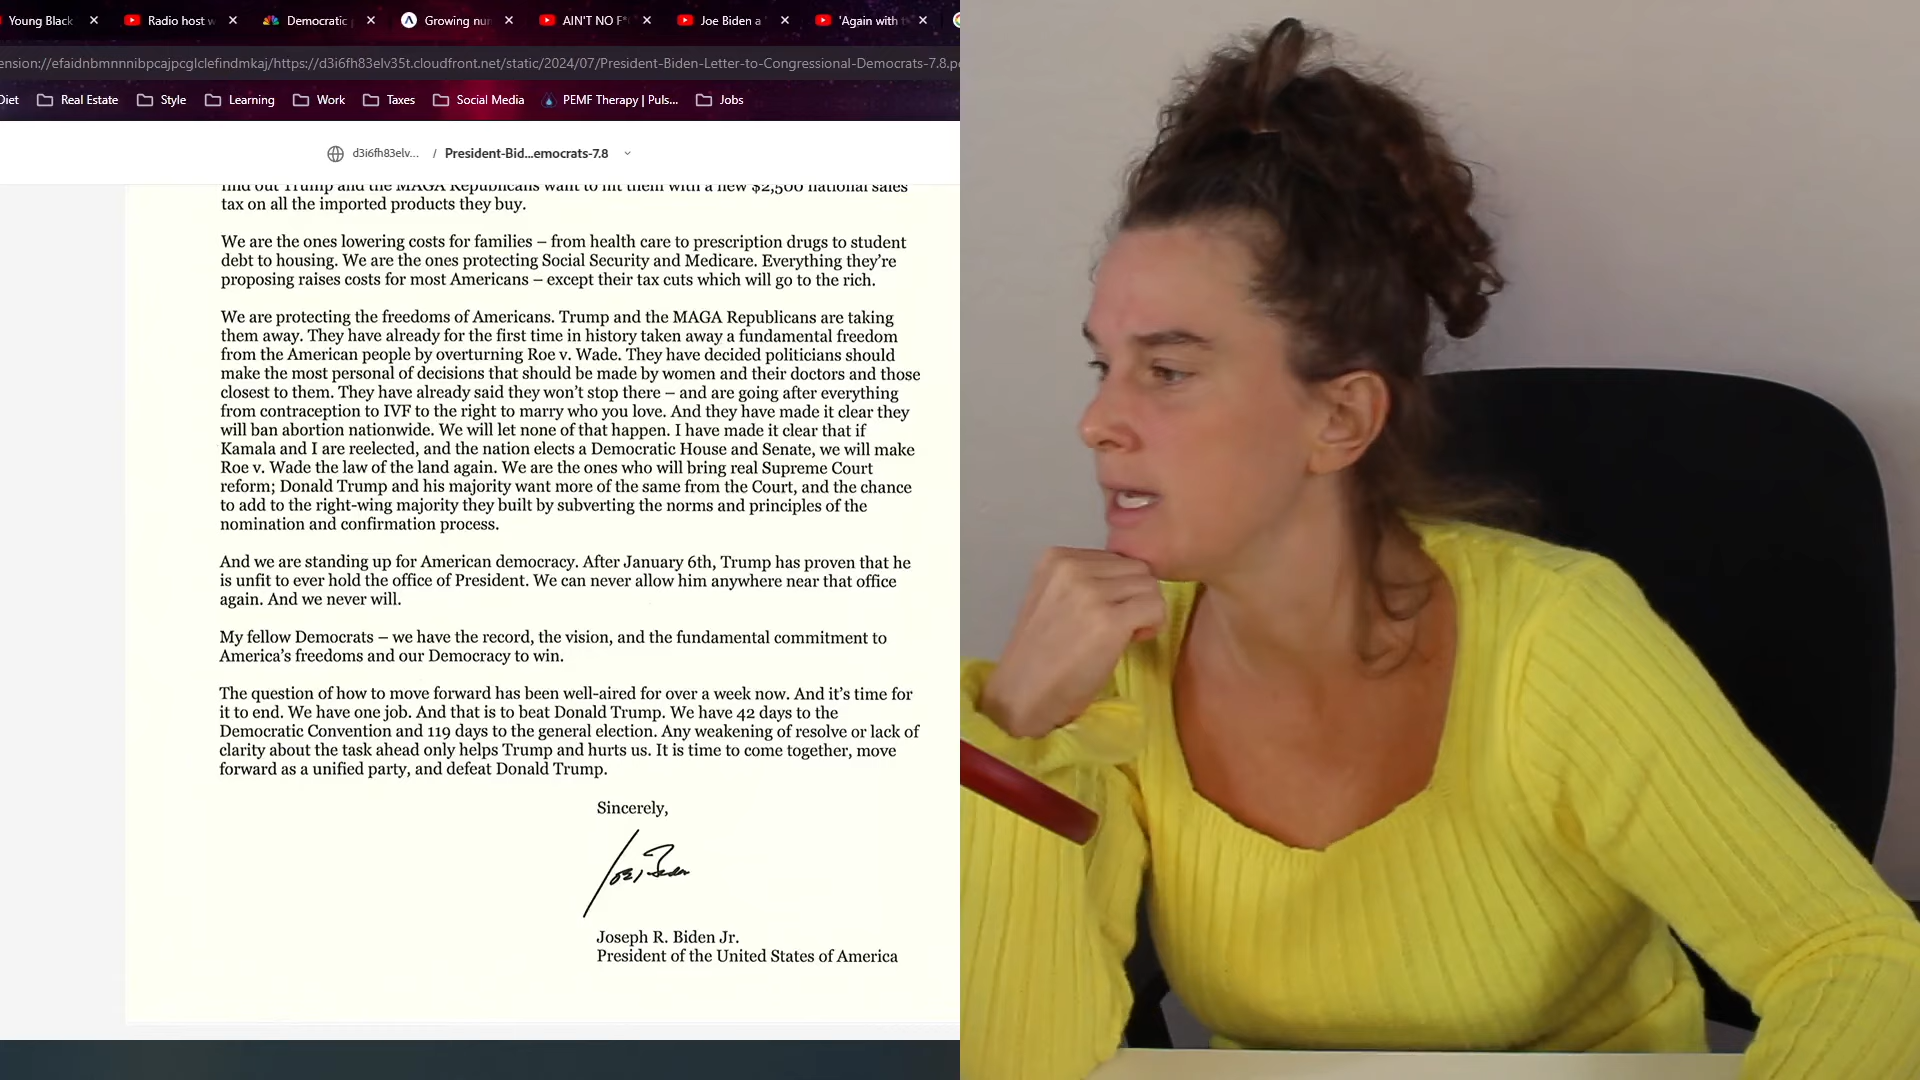 Young Black
Radio host w
Democratic
Growing nu
AIN'T NO F
Joe Biden a
'Again with
ension://efaidnbmnnnibpcajpcglclefindmkaj/https://d3i6fh83elv35t.cloudfront.net/static/2024/07/President-Biden-Letter-to-Congressional-Democrats-7.8.p
Diet
Real Estate
Style
Learning
Work
Taxes
Social Media
PEMF Therapy | Puls...
Jobs
d3i6fh83elv... / President-Bid...emocrats-7.8
find out Trump and the MAGA Republicans want to hit them with a new $2,500 national sales
tax on all the imported products they buy.
We are the ones lowering costs for families – from health care to prescription drugs to student
debt to housing. We are the ones protecting Social Security and Medicare. Everything they're
proposing raises costs for most Americans – except their tax cuts which will go to the rich.
We are protecting the freedoms of Americans. Trump and the MAGA Republicans are taking
them away. They have already for the first time in history taken away a fundamental freedom
from the American people by overturning Roe v. Wade. They have decided politicians should
make the most personal of decisions that should be made by women and their doctors and those
closest to them. They have already said they won't stop there – and are going after everything
from contraception to IVF to the right to marry who you love. And they have made it clear they
will ban abortion nationwide. We will let none of that happen. I have made it clear that if
Kamala and I are reelected, and the nation elects a Democratic House and Senate, we will make
Roe v. Wade the law of the land again. We are the ones who will bring real Supreme Court
reform; Donald Trump and his majority want more of the same from the Court, and the chance
to add to the right-wing majority they built by subverting the norms and principles of the
nomination and confirmation process.
And we are standing up for American democracy. After January 6th, Trump has proven that he
is unfit to ever hold the office of President. We can never allow him anywhere near that office
again. And we never will.
My fellow Democrats – we have the record, the vision, and the fundamental commitment to
America's freedoms and our Democracy to win.
The question of how to move forward has been well-aired for over a week now. And it's time for
it to end. We have one job. And that is to beat Donald Trump. We have 42 days to the
Democratic Convention and 119 days to the general election. Any weakening of resolve or lack of
clarity about the task ahead only helps Trump and hurts us. It is time to come together, move
forward as a unified party, and defeat Donald Trump.
Sincerely,
Joe Biden
Joseph R. Biden Jr.
President of the United States of America